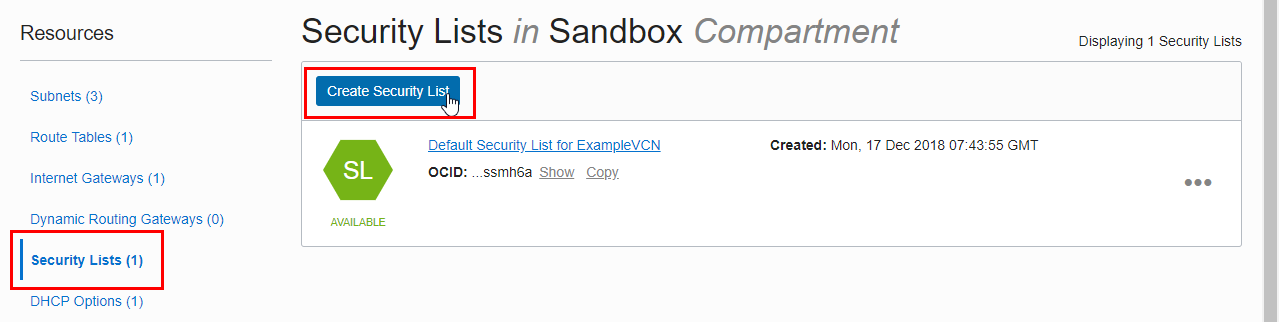 Resources
Subnets (3)
Route Tables (1)
Internet Gateways (1)
Dynamic Routing Gateways (0)
Security Lists (1)
DHCP Options (1)
Security Lists in Sandbox Compartment
Displaying 1 Security Lists
Create Security List
SL
AVAILABLE
Default Security List for ExampleVCN
OCID: ...ssmh6a Show Copy
Created: Mon, 17 Dec 2018 07:43:55 GMT